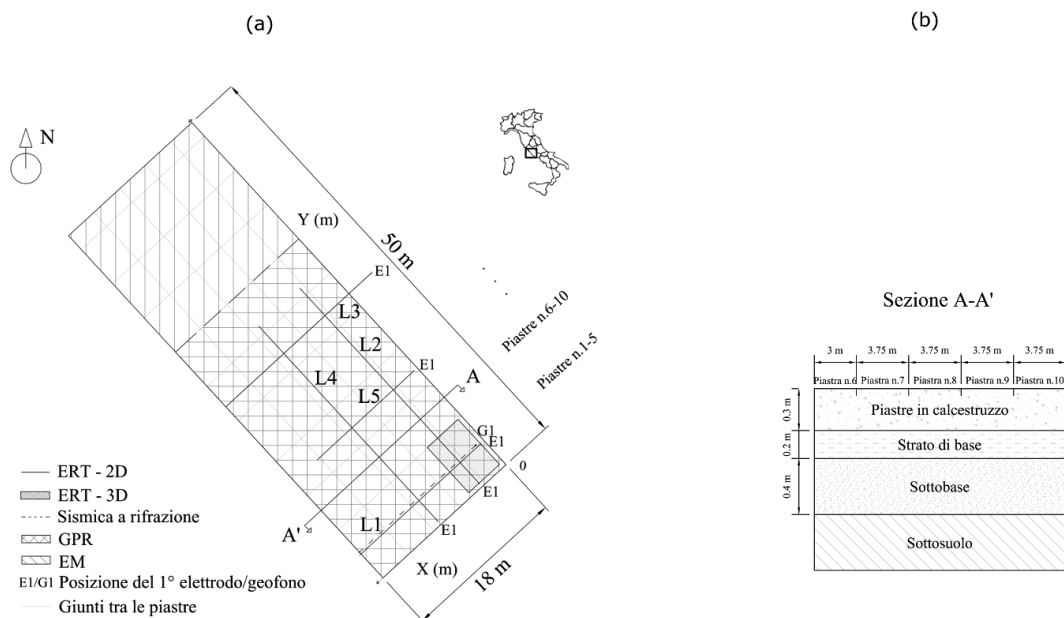 (a)
(b)
N
Y (m)
50 m
E1
L3
L2
Piastre n.6-10
Piastre n.1-5
E1
L4
L5
A
G1
E1
0
E1
L1
E1
A'
X (m)
18 m
ERT - 2D
ERT - 3D
Sismica a rifrazione
GPR
EM
E1/G1 Posizione del 1° elettrodo/geofono
Giunti tra le piastre
Sezione A-A'
3 m 3.75 m 3.75 m 3.75 m 3.75 m
Piastra n.6 Piastra n.7 Piastra n.8 Piastra n.9 Piastra n.10
0.3 m
Piastre in calcestruzzo
0.2 m
Strato di base
0.4 m
Sottobase
Sottosuolo